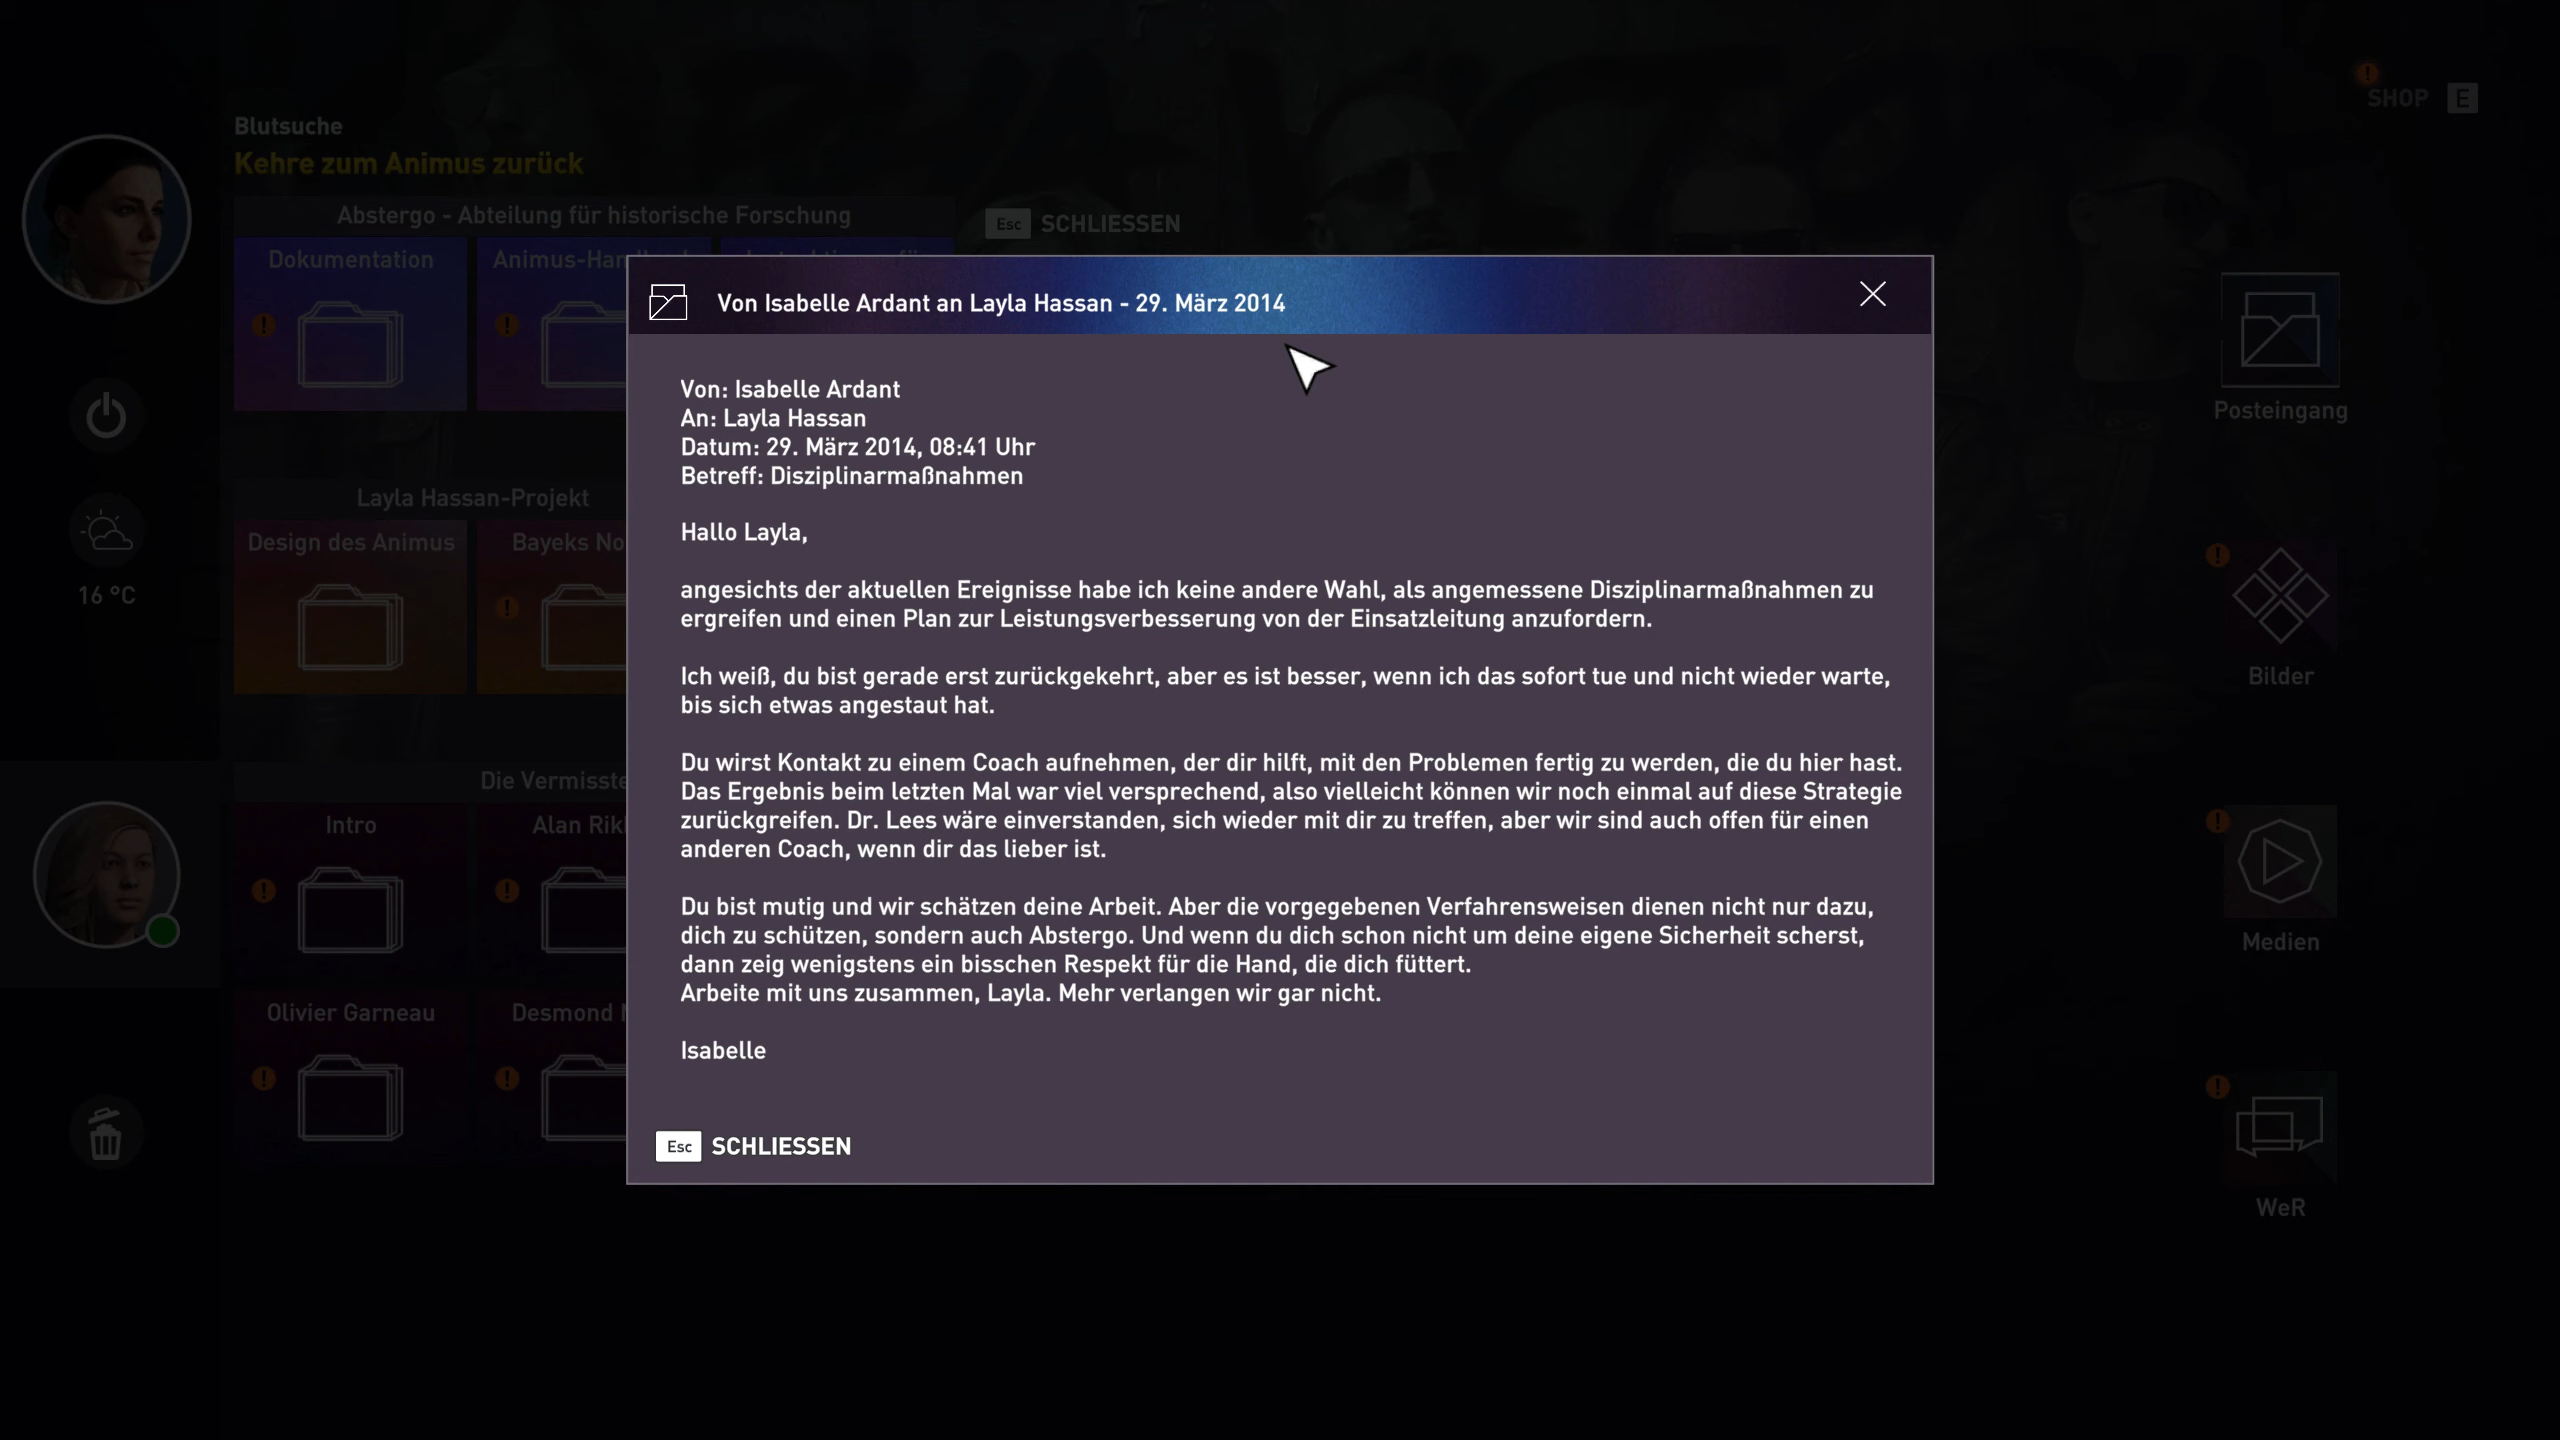 SHOP E
Blutsuche
Kehre zum Animus zurück
Abstergo - Abteilung für historische Forschung
Esc SCHLIESSEN
Dokumentation
Layla Hassan-Projekt
Design des Animus
16 °C
Intro
Olivier Garneau
Von Isabelle Ardant an Layla Hassan - 29. März 2014
Von: Isabelle Ardant
An: Layla Hassan
Datum: 29. März 2014, 08:41 Uhr
Betreff: Disziplinarmaßnahmen
Hallo Layla,
angesichts der aktuellen Ereignisse habe ich keine andere Wahl, als angemessene Disziplinarmaßnahmen zu
ergreifen und einen Plan zur Leistungsverbesserung von der Einsatzleitung anzufordern.
Ich weiß, du bist gerade erst zurückgekehrt, aber es ist besser, wenn ich das sofort tue und nicht wieder warte,
bis sich etwas angestaut hat.
Du wirst Kontakt zu einem Coach aufnehmen, der dir hilft, mit den Problemen fertig zu werden, die du hier hast.
Das Ergebnis beim letzten Mal war viel versprechend, also vielleicht können wir noch einmal auf diese Strategie
zurückgreifen. Dr. Lees wäre einverstanden, sich wieder mit dir zu treffen, aber wir sind auch offen für einen
anderen Coach, wenn dir das lieber ist.
Du bist mutig und wir schätzen deine Arbeit. Aber die vorgegebenen Verfahrensweisen dienen nicht nur dazu,
dich zu schützen, sondern auch Abstergo. Und wenn du dich schon nicht um deine eigene Sicherheit scherst,
dann zeig wenigstens ein bisschen Respekt für die Hand, die dich füttert.
Arbeite mit uns zusammen, Layla. Mehr verlangen wir gar nicht.
Isabelle
Esc SCHLIESSEN
Bayeks
Die
Alan
Desmond
Posteingang
Bilder
Medien
WeR